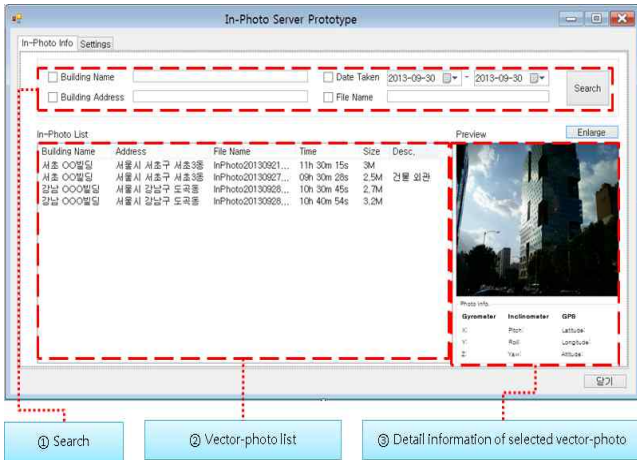 In-Photo Server Prototype
In-Photo Info Settings
Building Name Date Taken 2013-09-30 ~ 2013-09-30
Building Address File Name
Search
In-Photo List Preview Enlarge
Building Name Address File Name Time Size Desc.
서초 OO빌딩 서울시 서초구 서초3동 InPhoto20130921... 11h 30m 15s 3M
서초 OO빌딩 서울시 서초구 서초3동 InPhoto20130927... 09h 30m 28s 2.5M 건물 외관
강남 OOO빌딩 서울시 강남구 도곡동 InPhoto20130928... 10h 30m 45s 2.7M
강남 OOO빌딩 서울시 강남구 도곡동 InPhoto20130928... 10h 40m 54s 3.2M
Photo Info.
Gyrometer Inclinometer GPS
X: Pitch: Latitude:
Y: Roll: Longitude:
Z: Yaw: Altitude:
닫기
① Search ② Vector-photo list ③ Detail information of selected vector-photo